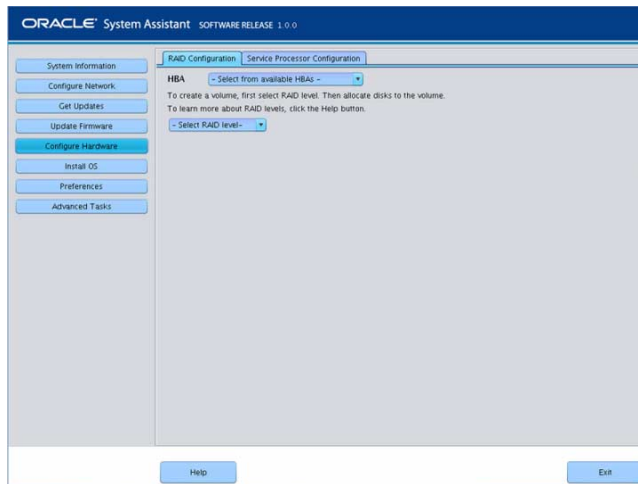 ORACLE System Assistant SOFTWARE RELEASE 1.0.0
System Information
Configure Network
Get Updates
Update Firmware
Configure Hardware
Install OS
Preferences
Advanced Tasks
RAID Configuration Service Processor Configuration
HBA - Select from available HBAs -
To create a volume, first select RAID level. Then allocate disks to the volume.
To learn more about RAID levels, click the Help button.
- Select RAID level-
Help Exit